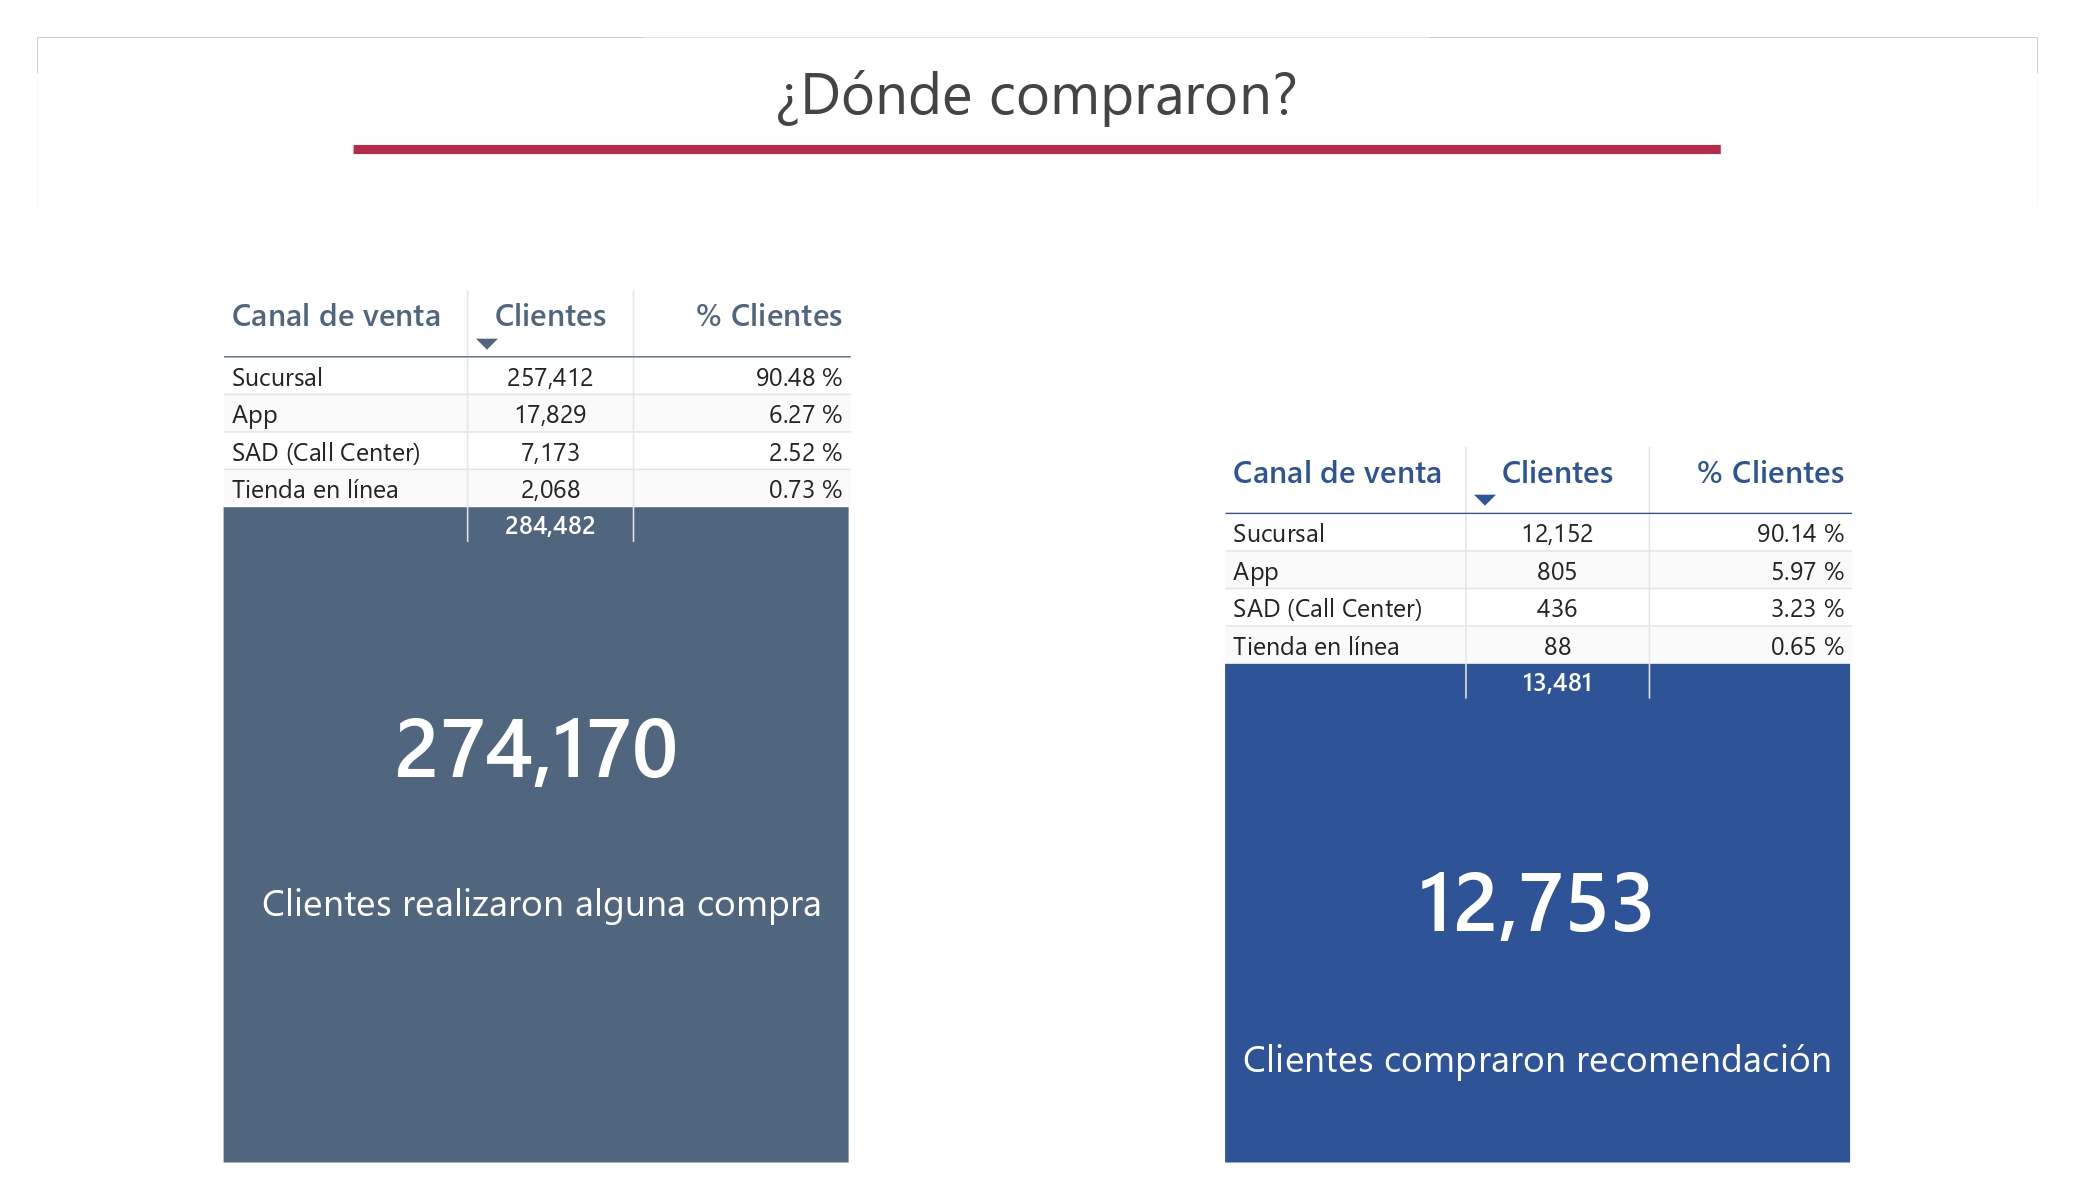 ¿Dónde compraron?
Canal de venta Clientes % Clientes
Sucursal 257,412 90.48 %
App 17,829 6.27 %
SAD (Call Center) 7,173 2.52 %
Tienda en línea 2,068 0.73 %
284,482
274,170
Clientes realizaron alguna compra
Canal de venta Clientes % Clientes
Sucursal 12,152 90.14 %
App 805 5.97 %
SAD (Call Center) 436 3.23 %
Tienda en línea 88 0.65 %
13,481
12,753
Clientes compraron recomendación